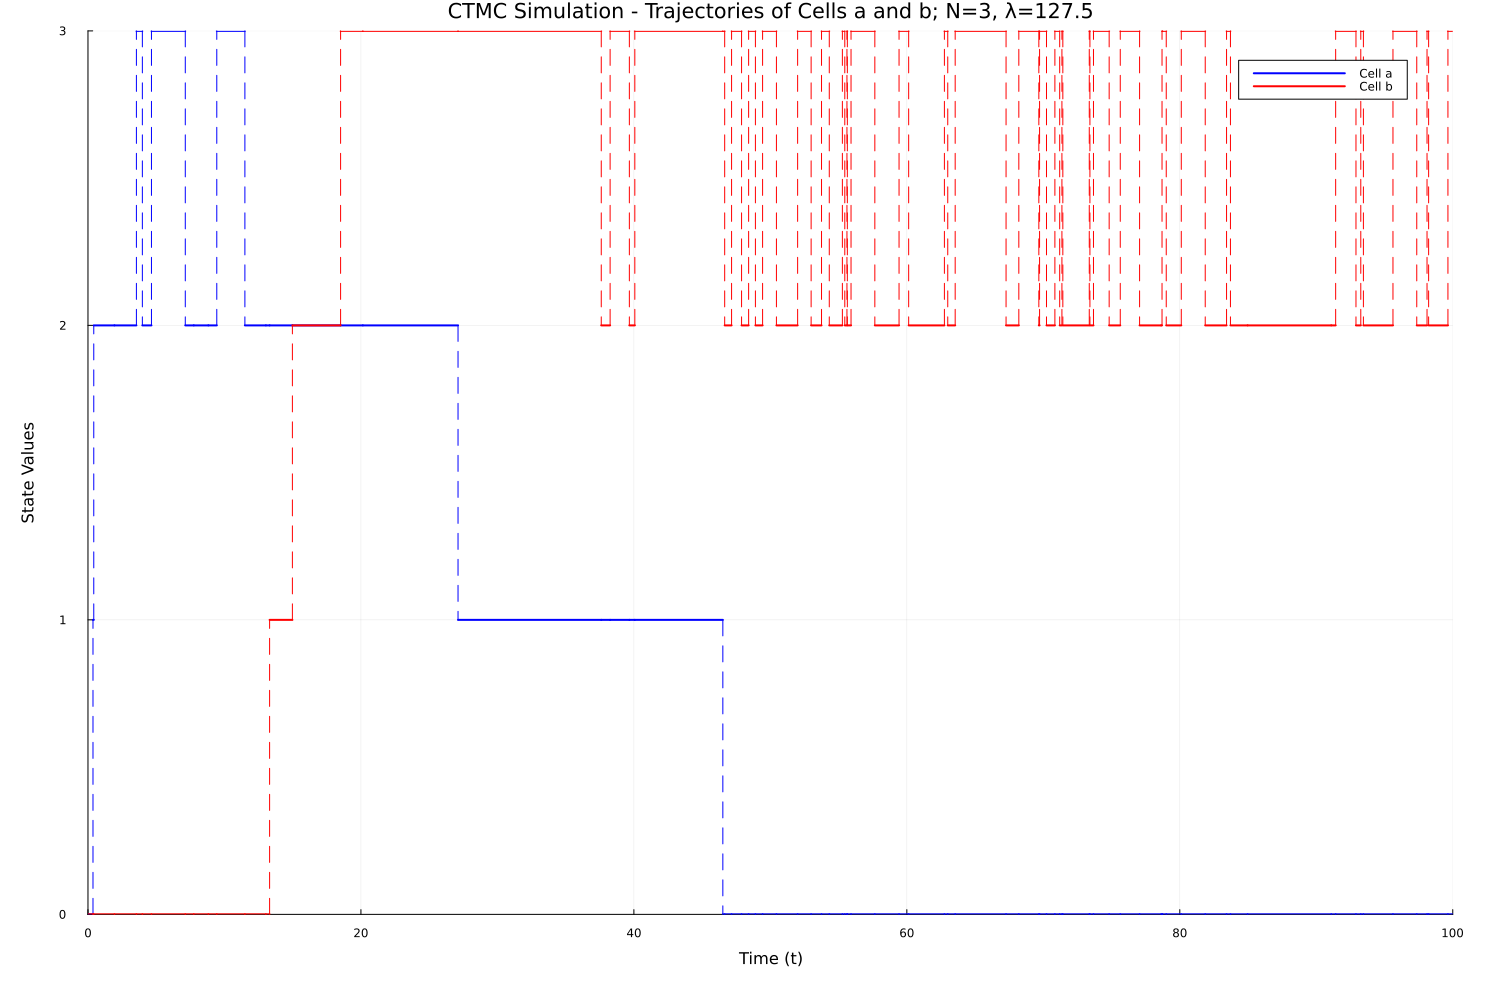 CTMC Simulation - Trajectories of Cells a and b; N=3, λ=127.5
3
Cell a
Cell b
2
State Values
1
0
0 20 40 60 80 100
Time (t)